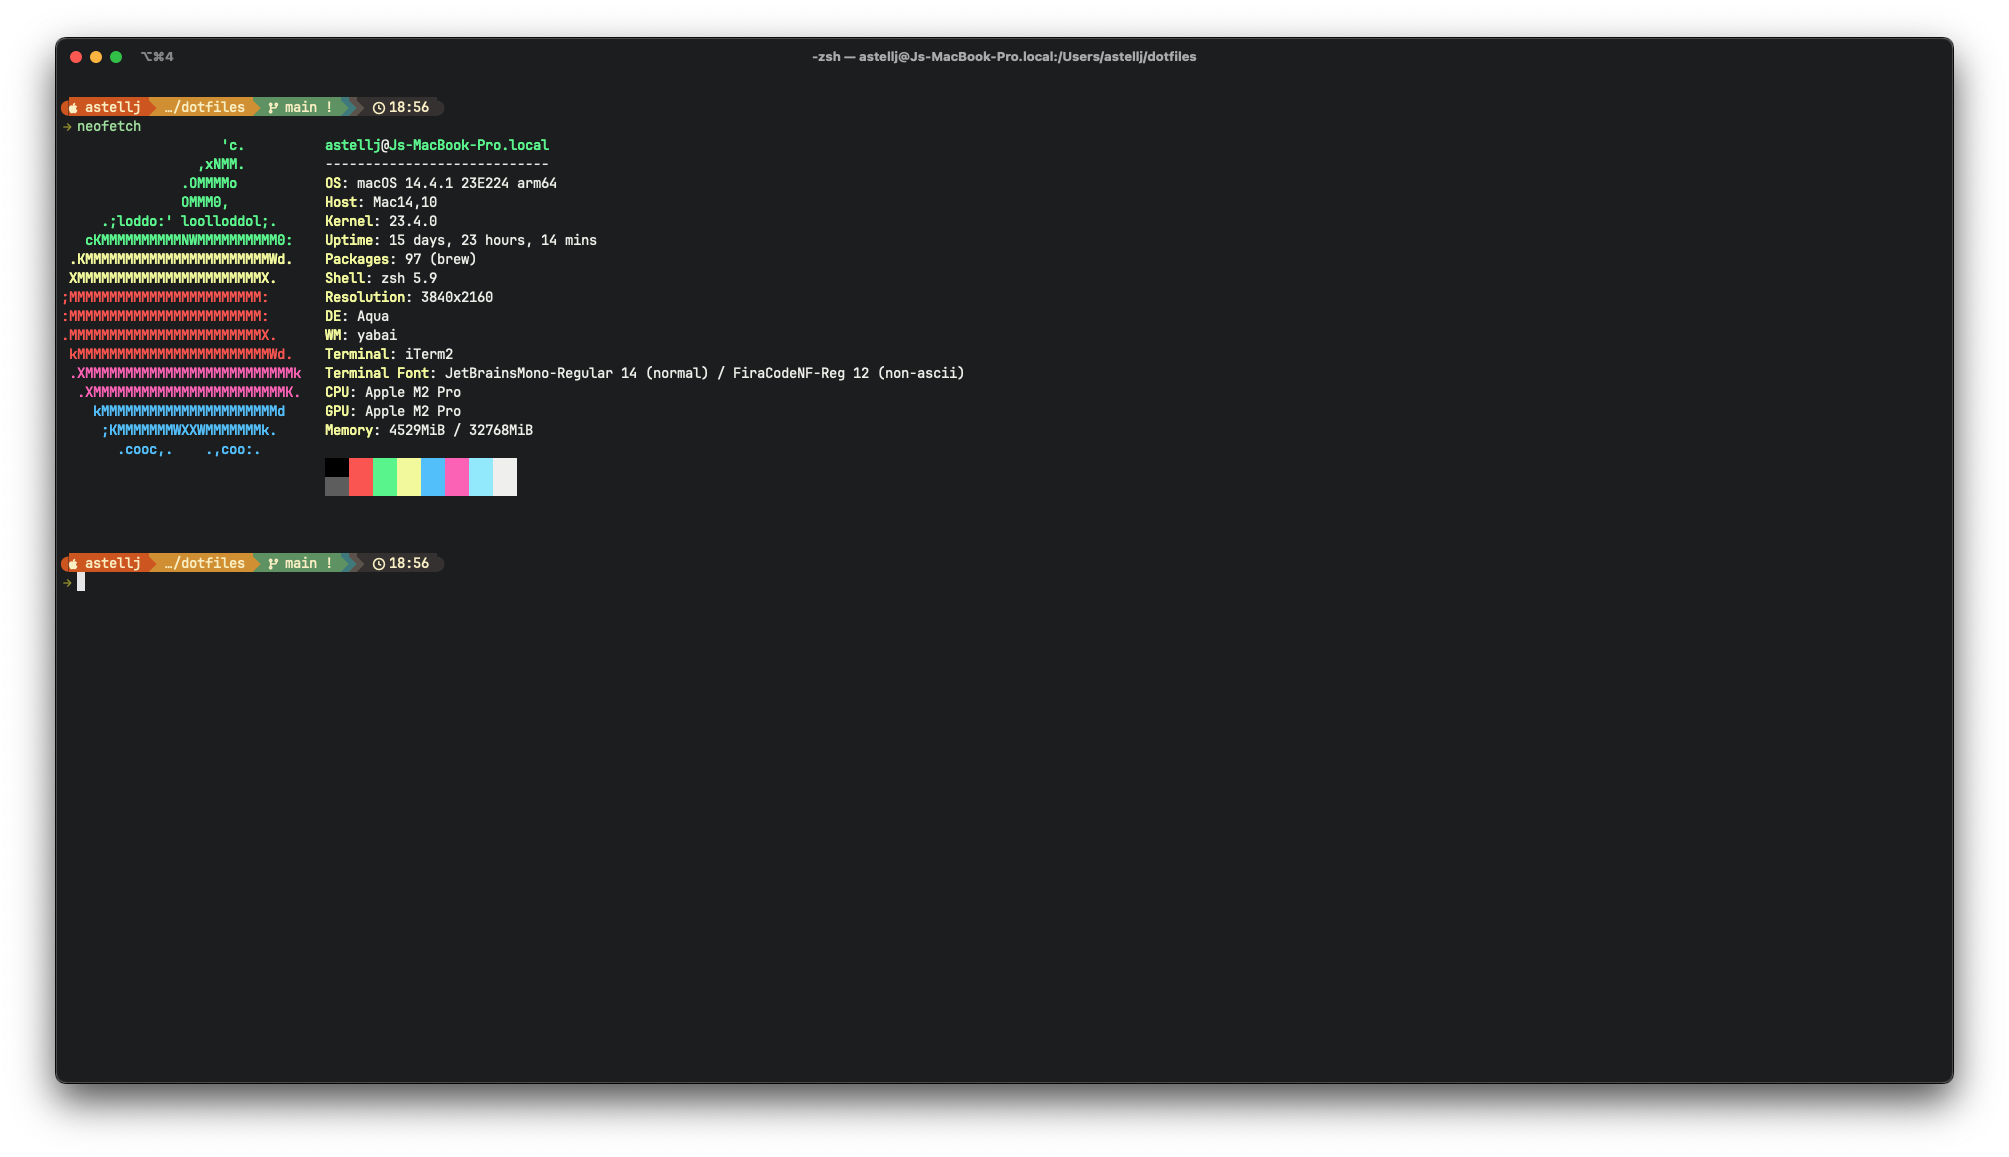 ⌥⌘4 -zsh — astellj@Js-MacBook-Pro.local:/Users/astellj/dotfiles
astellj …/dotfiles main ! 18:56
→ neofetch
'c. astellj@Js-MacBook-Pro.local
,xNMM. ----------------------------
.OMMMMo OS: macOS 14.4.1 23E224 arm64
OMMM0, Host: Mac14,10
.;loddo:' loolloddol;. Kernel: 23.4.0
cKMMMMMMMMMMNWMMMMMMMMMM0: Uptime: 15 days, 23 hours, 14 mins
.KMMMMMMMMMMMMMMMMMMMMMMMWd. Packages: 97 (brew)
XMMMMMMMMMMMMMMMMMMMMMMMX. Shell: zsh 5.9
;MMMMMMMMMMMMMMMMMMMMMMMM: Resolution: 3840x2160
:MMMMMMMMMMMMMMMMMMMMMMMM: DE: Aqua
.MMMMMMMMMMMMMMMMMMMMMMMMX. WM: yabai
kMMMMMMMMMMMMMMMMMMMMMMMMWd. Terminal: iTerm2
.XMMMMMMMMMMMMMMMMMMMMMMMMMMk Terminal Font: JetBrainsMono-Regular 14 (normal) / FiraCodeNF-Reg 12 (non-ascii)
.XMMMMMMMMMMMMMMMMMMMMMMMMK. CPU: Apple M2 Pro
kMMMMMMMMMMMMMMMMMMMMMMd GPU: Apple M2 Pro
;KMMMMMMMWXXWMMMMMMMk. Memory: 4529MiB / 32768MiB
.cooc,. .,coo:.
astellj …/dotfiles main ! 18:56
→